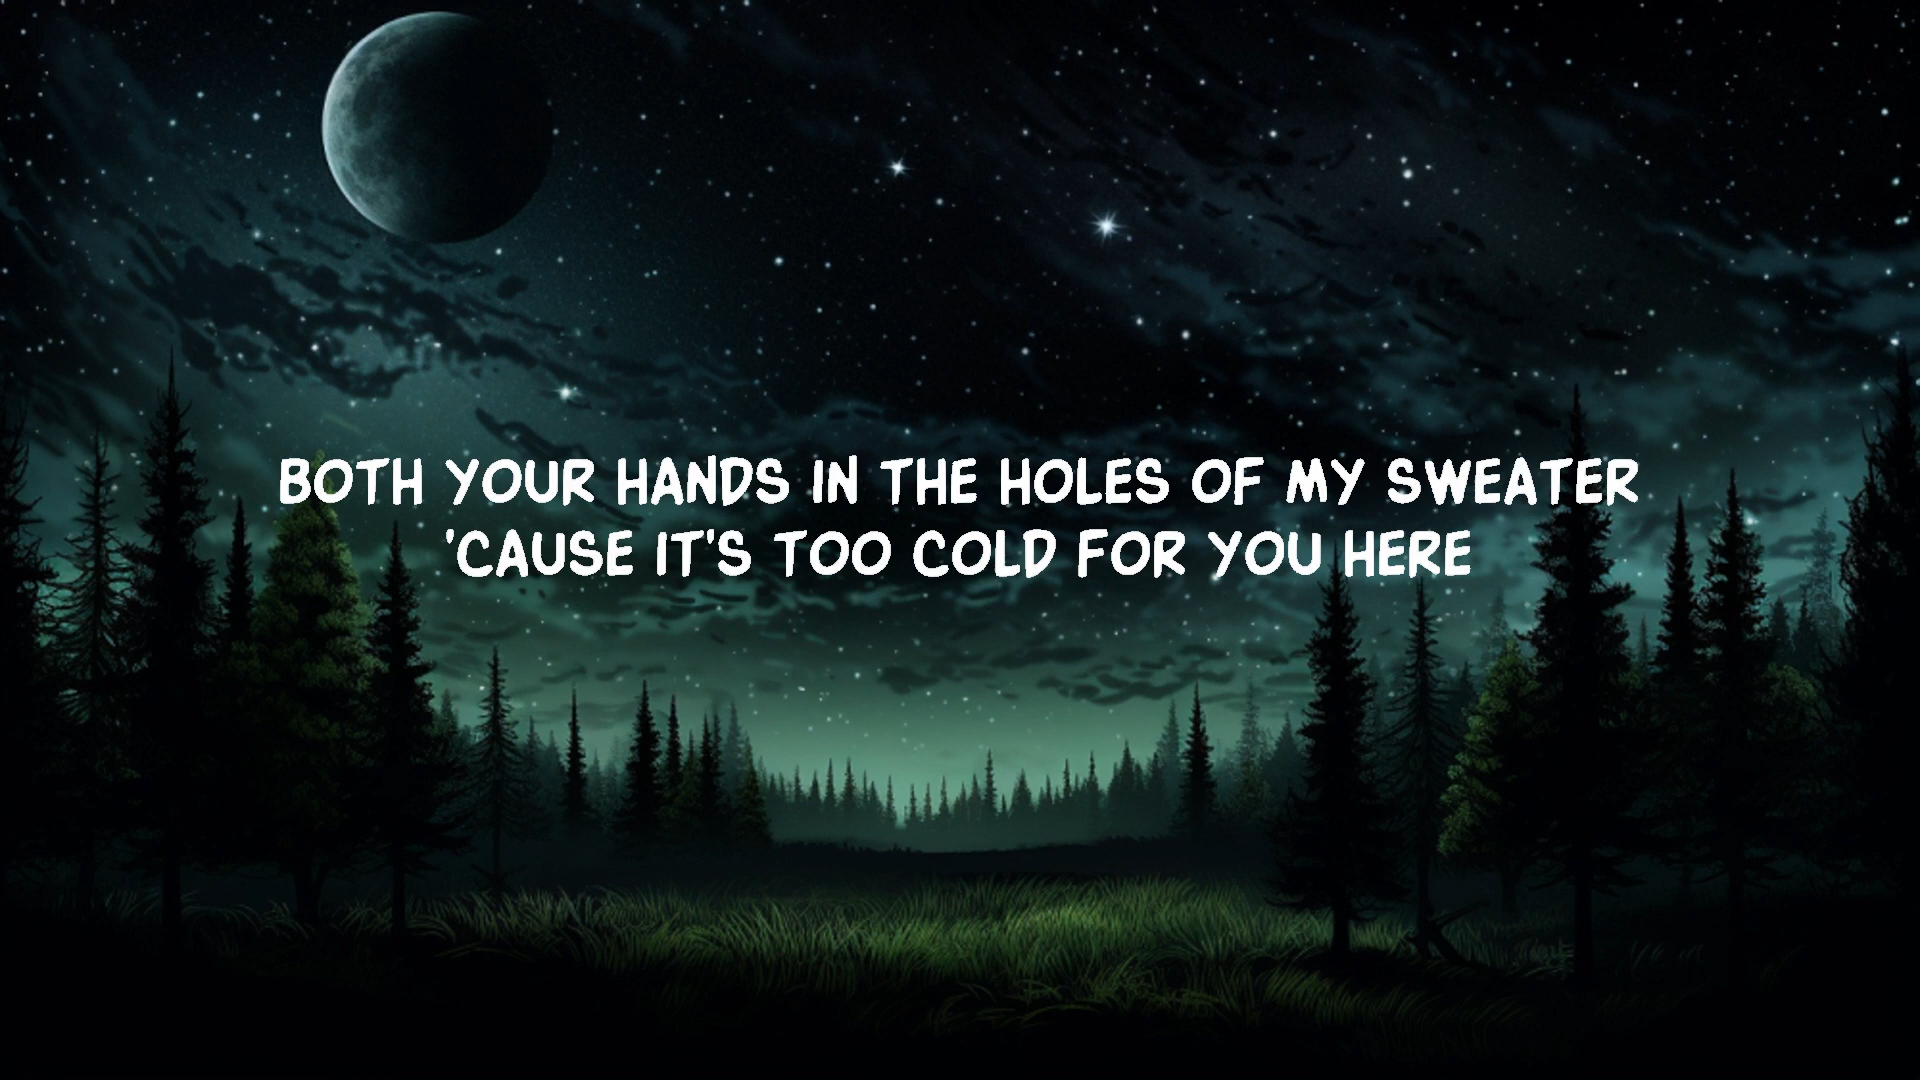 BOTH YOUR HANDS IN THE HOLES OF MY SWEATER
'CAUSE IT'S TOO COLD FOR YOU HERE